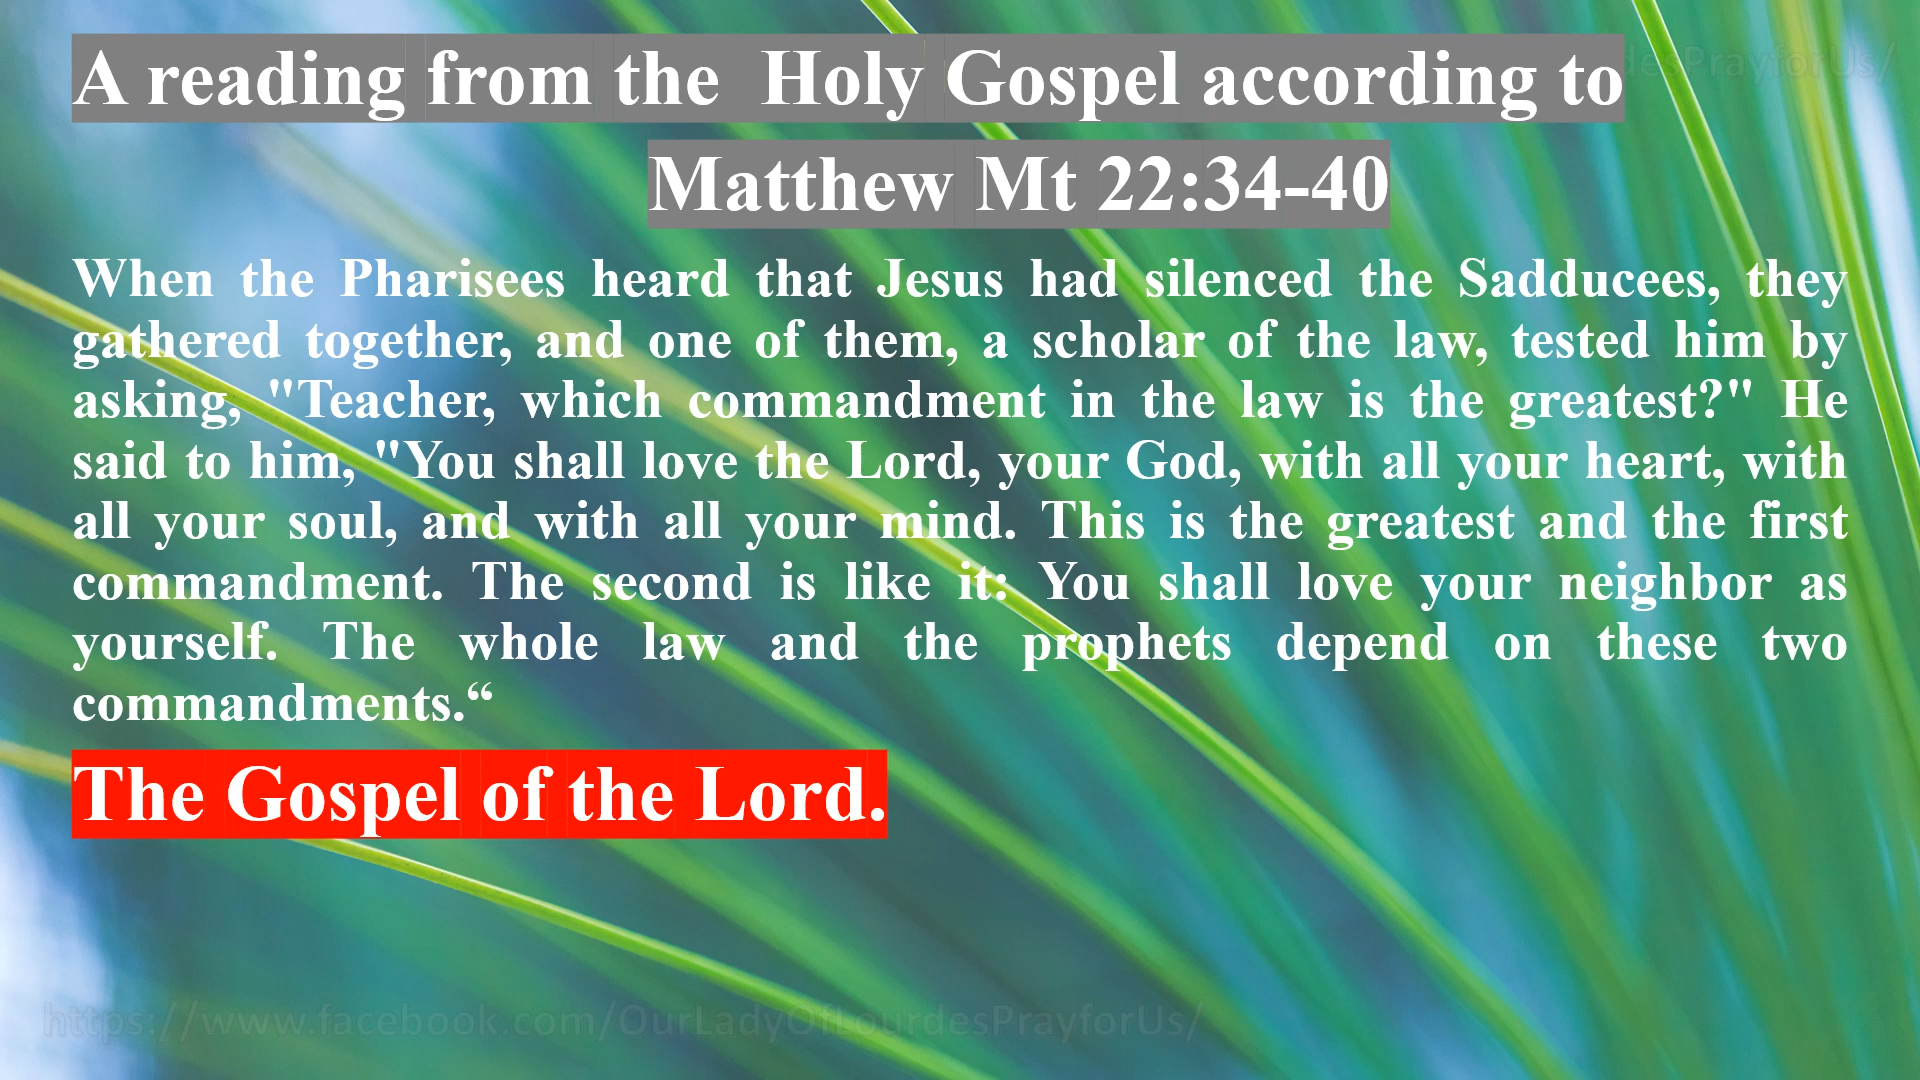 A reading from the  Holy Gospel according to
Matthew Mt 22:34-40
When the Pharisees heard that Jesus had silenced the Sadducees, they
gathered together, and one of them, a scholar of the law, tested him by
asking, "Teacher, which commandment in the law is the greatest?" He
said to him, "You shall love the Lord, your God, with all your heart, with
all your soul, and with all your mind. This is the greatest and the first
commandment. The second is like it: You shall love your neighbor as
yourself. The whole law and the prophets depend on these two
commandments.“
The Gospel of the Lord.
https://www.facebook.com/OurLadyOfLourdesPrayforUs/